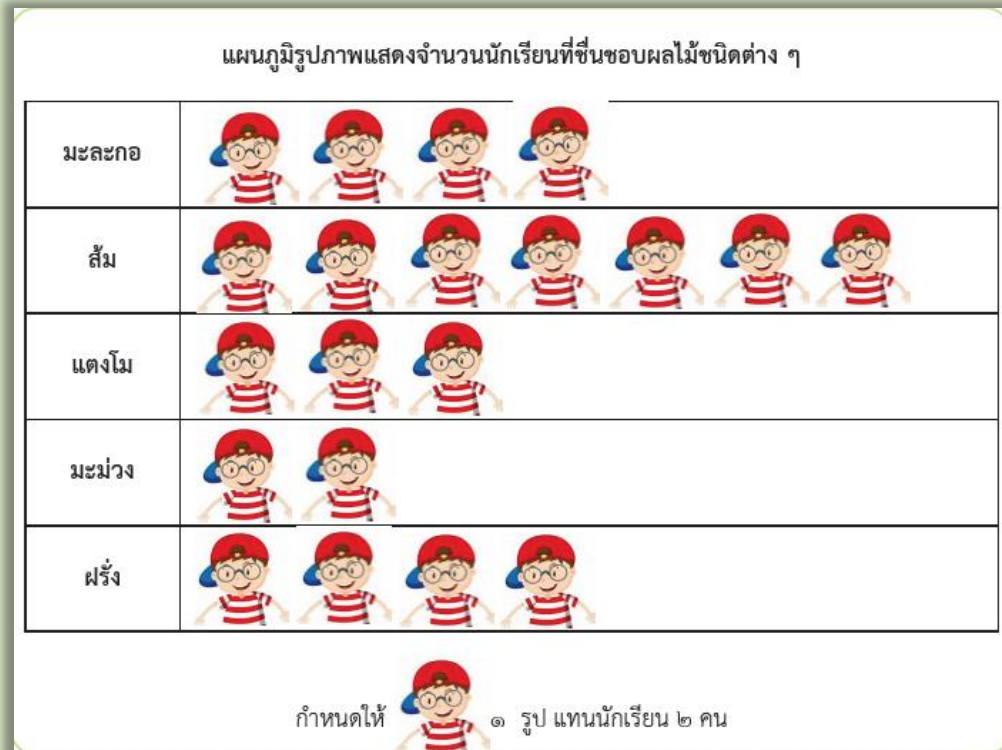 แผนภูมิรูปภาพแสดงจำนวนนักเรียนที่ชื่นชอบผลไม้ชนิดต่าง ๆ
มะละกอ
ส้ม
แตงโม
มะม่วง
ฝรั่ง
กำหนดให้ ๑ รูป แทนนักเรียน ๒ คน